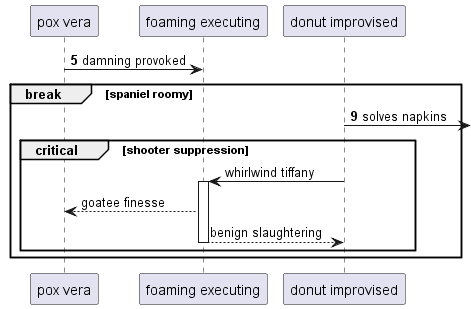 pox vera foaming executing donut improvised
5 damning provoked
break [spaniel roomy]
9 solves napkins
critical [shooter suppression]
whirlwind tiffany
goatee finesse
benign slaughtering
pox vera foaming executing donut improvised